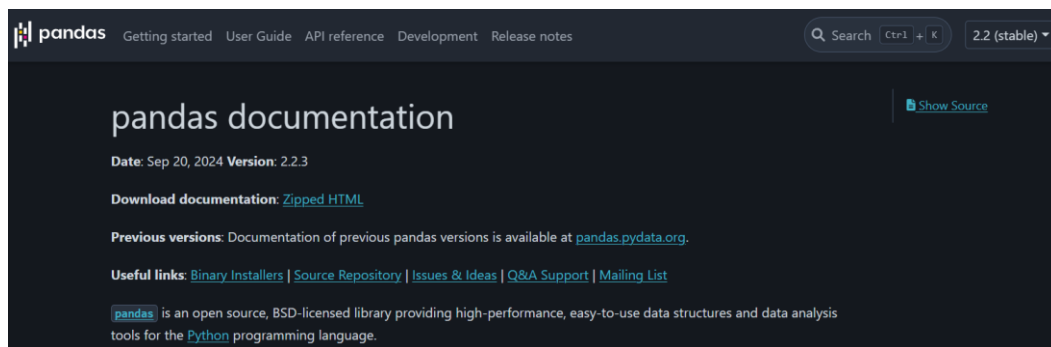 pandas Getting started User Guide API reference Development Release notes Search Ctrl + K 2.2 (stable)
Show Source
pandas documentation
Date: Sep 20, 2024 Version: 2.2.3
Download documentation: Zipped HTML
Previous versions: Documentation of previous pandas versions is available at pandas.pydata.org.
Useful links: Binary Installers | Source Repository | Issues & Ideas | Q&A Support | Mailing List
pandas is an open source, BSD-licensed library providing high-performance, easy-to-use data structures and data analysis
tools for the Python programming language.